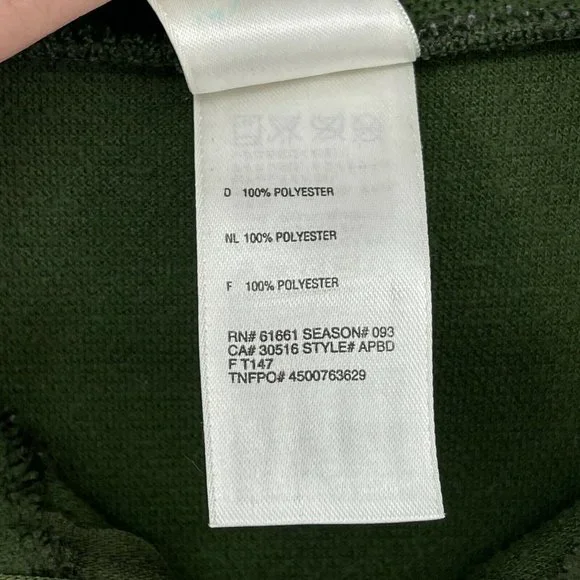 D 100% POLYESTER
NL 100% POLYESTER
F 100% POLYESTER
RN# 61661 SEASON# 093
CA# 30516 STYLE# APBD
F T147
TNFPO# 4500763629